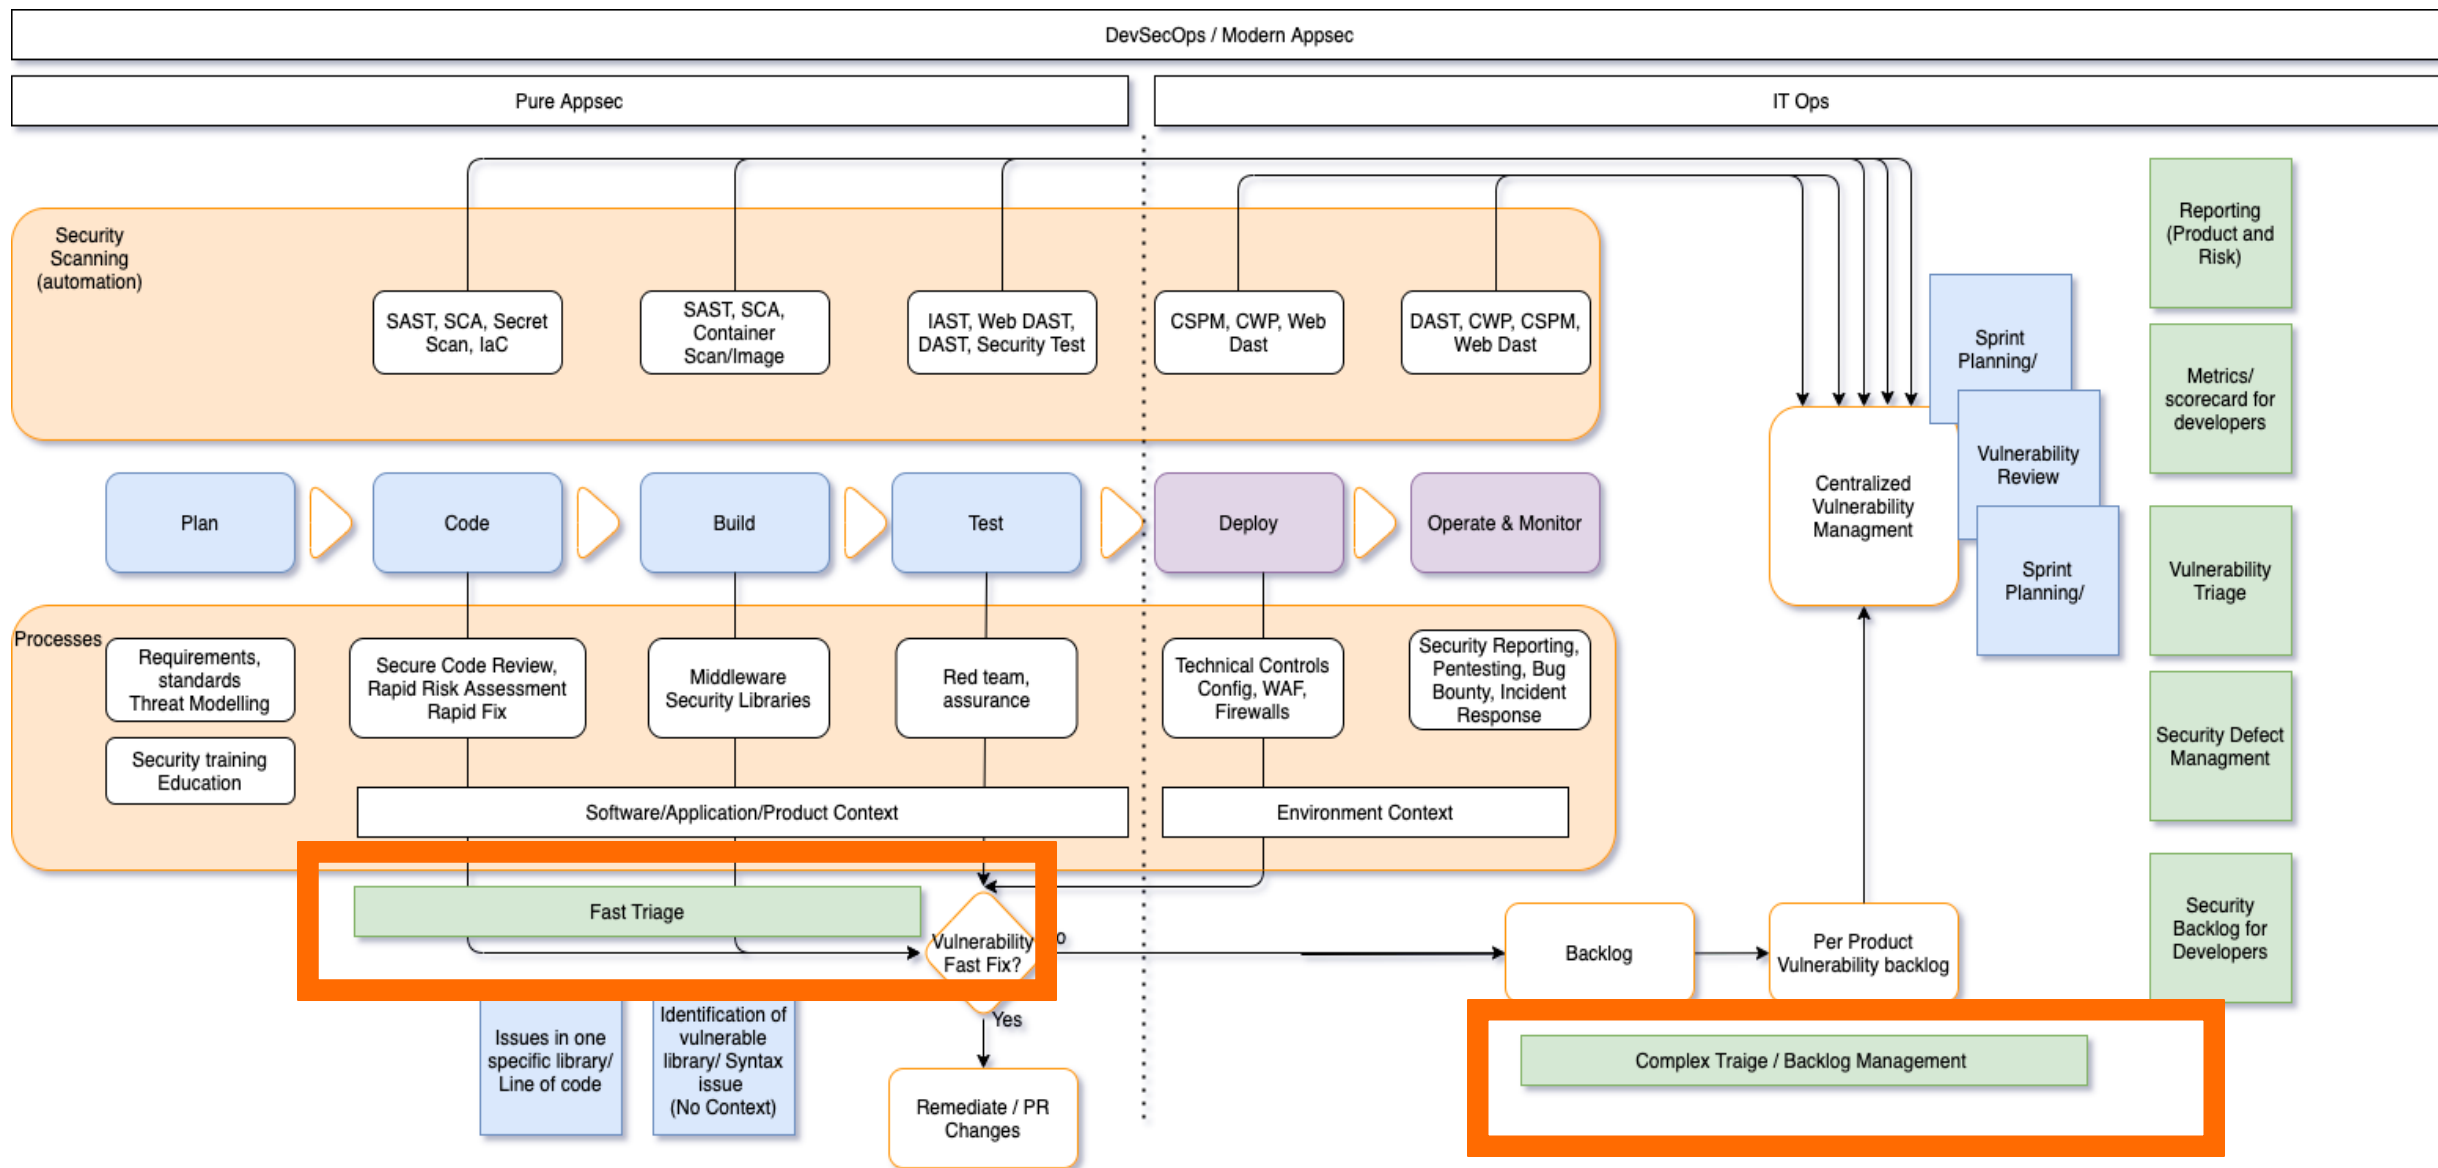 DevSecOps / Modern Appsec
Pure Appsec
IT Ops
Security
Scanning
(automation)
SAST, SCA, Secret
Scan, IaC
SAST, SCA,
Container
Scan/Image
IAST, Web DAST,
DAST, Security Test
CSPM, CWP, Web
Dast
DAST, CWP, CSPM,
Web Dast
Reporting
(Product and
Risk)
Sprint
Planning/
Metrics/
scorecard for
developers
Vulnerability
Review
Centralized
Vulnerability
Managment
Plan
Code
Build
Test
Deploy
Operate & Monitor
Sprint
Planning/
Vulnerability
Triage
Processes
Requirements,
standards
Threat Modelling
Secure Code Review,
Rapid Risk Assessment
Rapid Fix
Middleware
Security Libraries
Red team,
assurance
Technical Controls
Config, WAF,
Firewalls
Security Reporting,
Pentesting, Bug
Bounty, Incident
Response
Security training
Education
Security Defect
Managment
Software/Application/Product Context
Environment Context
Fast Triage
Vulnerability
Fast Fix?
Backlog
Per Product
Vulnerability backlog
Security
Backlog for
Developers
Yes
Issues in one
specific library/
Line of code
Identification of
vulnerable
library/ Syntax
issue
(No Context)
Remediate / PR
Changes
Complex Traige / Backlog Management